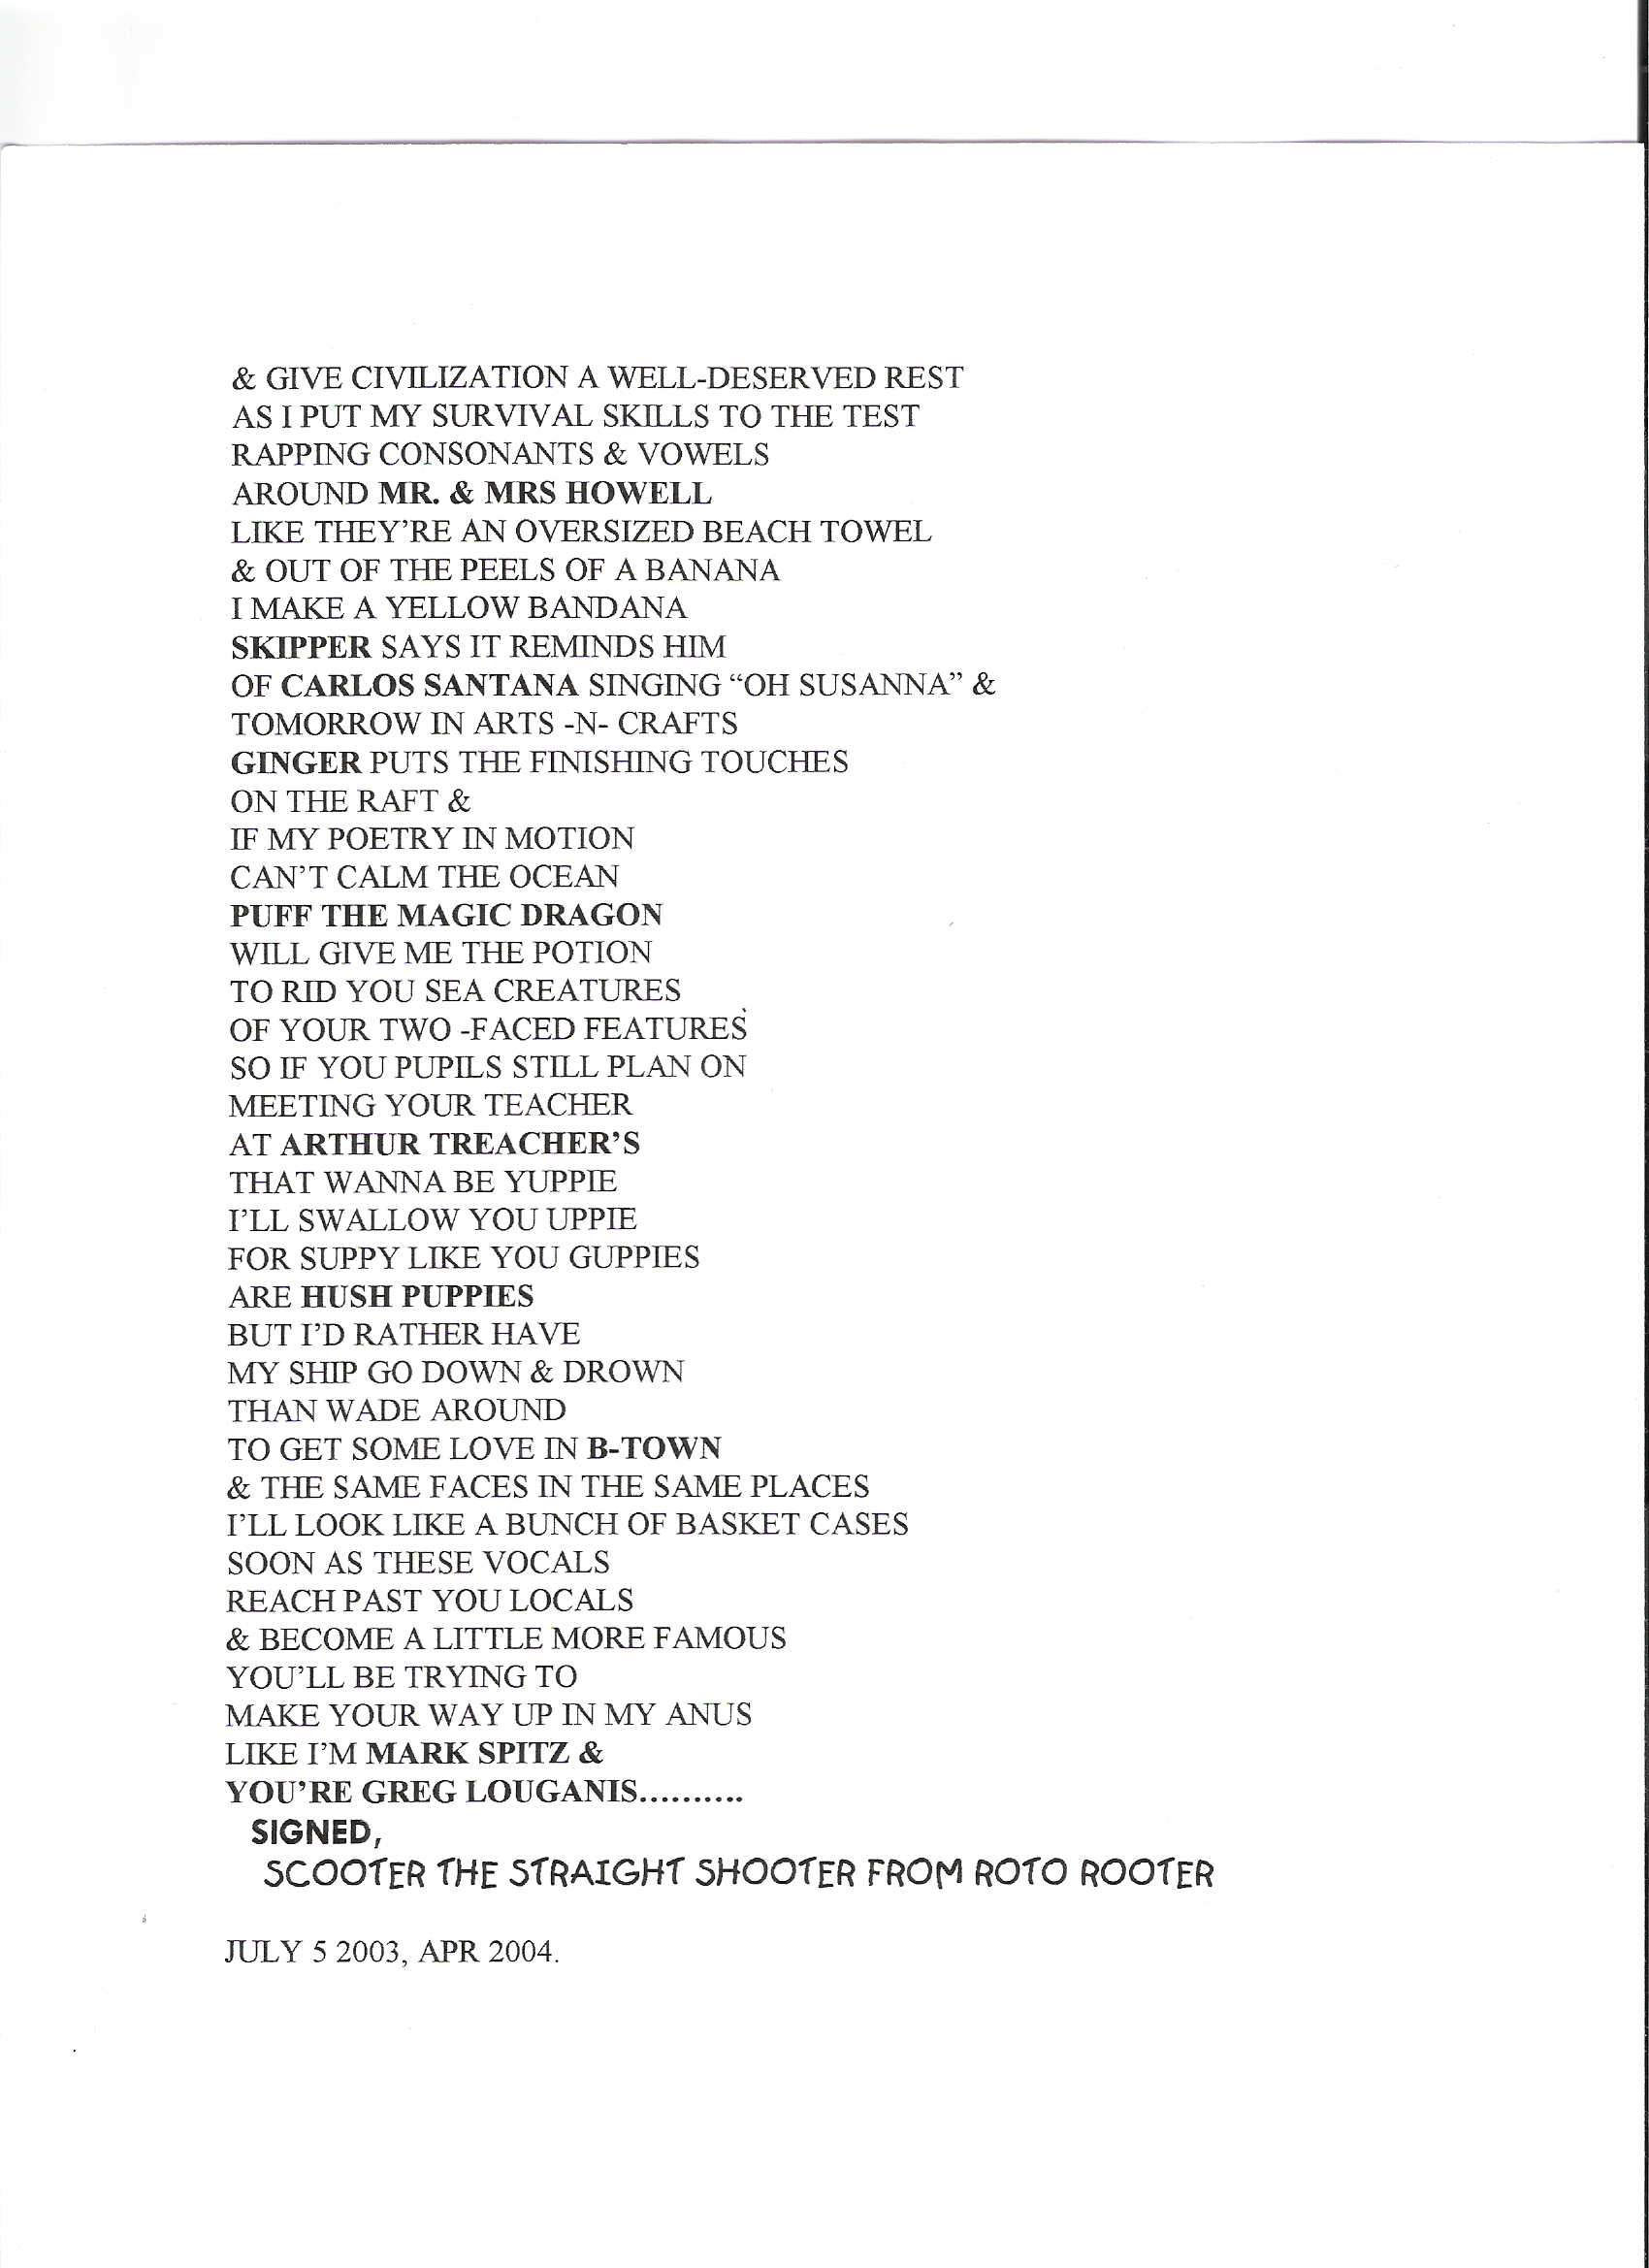 & GIVE CIVILIZATION A WELL-DESERVED REST
AS I PUT MY SURVIVAL SKILLS TO THE TEST
RAPPING CONSONANTS & VOWELS
AROUND MR. & MRS HOWELL
LIKE THEY'RE AN OVERSIZED BEACH TOWEL
& OUT OF THE PEELS OF A BANANA
I MAKE A YELLOW BANDANA
SKIPPER SAYS IT REMINDS HIM
OF CARLOS SANTANA SINGING “OH SUSANNA” &
TOMORROW IN ARTS -N- CRAFTS
GINGER PUTS THE FINISHING TOUCHES
ON THE RAFT &
IF MY POETRY IN MOTION
CAN'T CALM THE OCEAN
PUFF THE MAGIC DRAGON
WILL GIVE ME THE POTION
TO RID YOU SEA CREATURES
OF YOUR TWO -FACED FEATURES
SO IF YOU PUPILS STILL PLAN ON
MEETING YOUR TEACHER
AT ARTHUR TREACHER'S
THAT WANNA BE YUPPIE
I'LL SWALLOW YOU UPPIE
FOR SUPPY LIKE YOU GUPPIES
ARE HUSH PUPPIES
BUT I'D RATHER HAVE
MY SHIP GO DOWN & DROWN
THAN WADE AROUND
TO GET SOME LOVE IN B-TOWN
& THE SAME FACES IN THE SAME PLACES
I'LL LOOK LIKE A BUNCH OF BASKET CASES
SOON AS THESE VOCALS
REACH PAST YOU LOCALS
& BECOME A LITTLE MORE FAMOUS
YOU'LL BE TRYING TO
MAKE YOUR WAY UP IN MY ANUS
LIKE I'M MARK SPITZ &
YOU'RE GREG LOUGANIS..........
SIGNED,
SCOOTER THE STRAIGHT SHOOTER FROM ROTO ROOTER
JULY 5 2003, APR 2004.